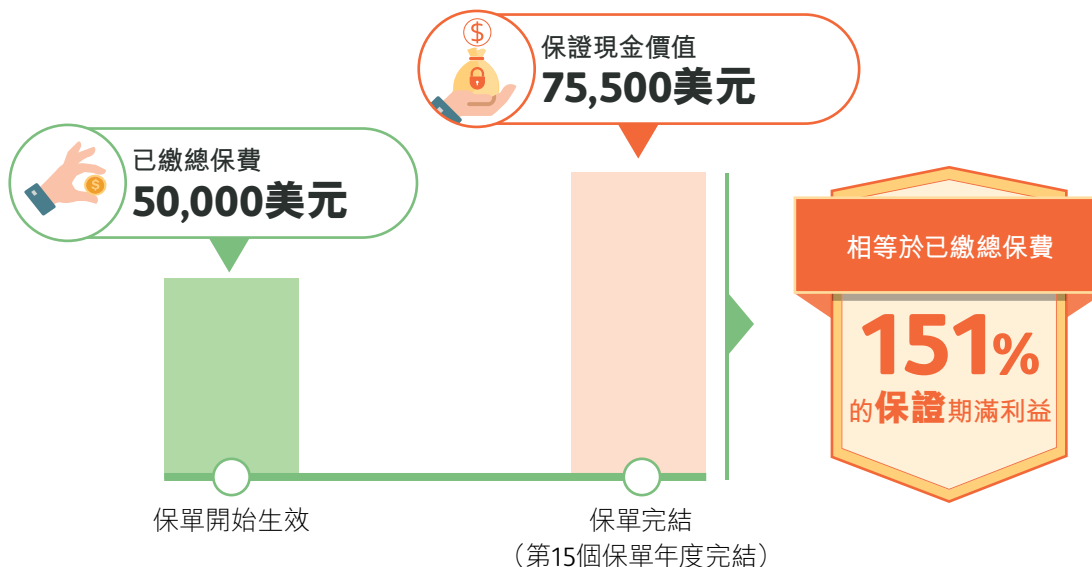 $
保證現金價值
75,500美元
已繳總保費
50,000美元
$
相等於已繳總保費
151%
的保證期滿利益
保單開始生效
保單完結
（第15個保單年度完結）